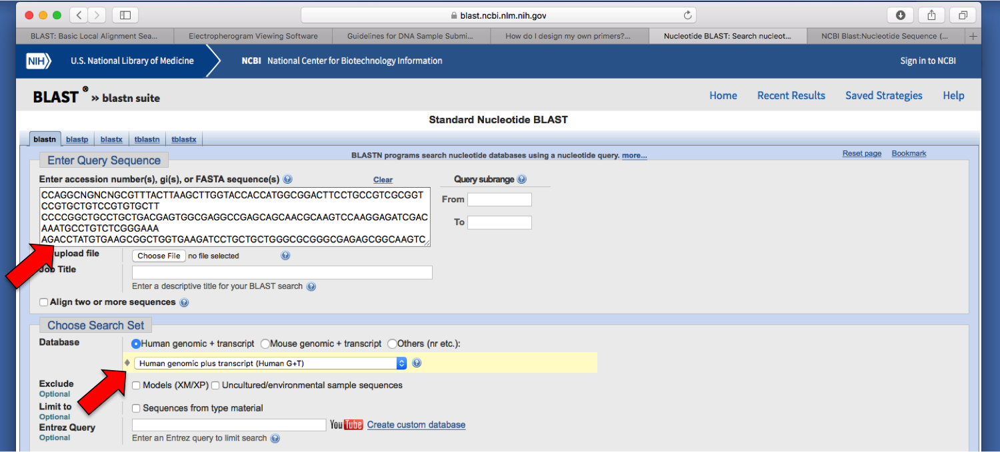 blast.ncbi.nlm.nih.gov
BLAST: Basic Local Alignment Sea...
Electropherogram Viewing Software
Guidelines for DNA Sample Submi...
How do I design my own primers?...
Nucleotide BLAST: Search nucleot...
NCBI Blast:Nucleotide Sequence (...
NIH U.S. National Library of Medicine NCBI National Center for Biotechnology Information Sign in to NCBI
BLAST ® » blastn suite Home Recent Results Saved Strategies Help
Standard Nucleotide BLAST
blastn blastp blastx tblastn tblastx
Enter Query Sequence BLASTN programs search nucleotide databases using a nucleotide query. more... Reset page Bookmark
Enter accession number(s), gi(s), or FASTA sequence(s) Clear Query subrange
CCAGGCNGNCNGCGTTTACTTAAGCTTGGTACCACCATGGCGGACTTCCTGCCGTCGCGGT
CCGTGCTGTCCGTGTGCTT
CCCCGGCTGCCTGCTGACGAGTGGCGAGGCCGAGCAGCAACGCAAGTCCAAGGAGATCGAC
AAATGCCTGTCTCGGGAAA
AGACCTATGTGAAGCGGCTGGTGAAGATCCTGCTGCTGGGCGCGGGCGAGAGCGGCAAGTC
From
To
upload file Choose File no file selected
Job Title
Enter a descriptive title for your BLAST search
Align two or more sequences
Choose Search Set
Database Human genomic + transcript Mouse genomic + transcript Others (nr etc.):
Human genomic plus transcript (Human G+T)
Exclude Models (XM/XP) Uncultured/environmental sample sequences
Optional
Limit to Sequences from type material
Optional
Entrez Query YouTube Create custom database
Optional Enter an Entrez query to limit search